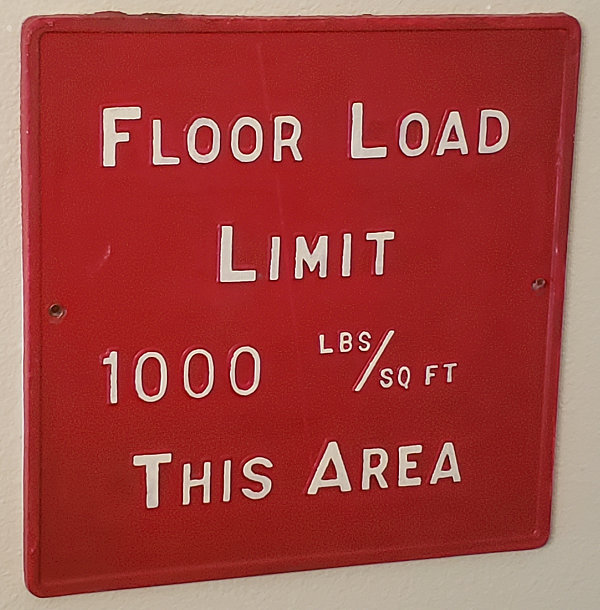 FLOOR LOAD
LIMIT
1000 LBS/SQ FT
THIS AREA